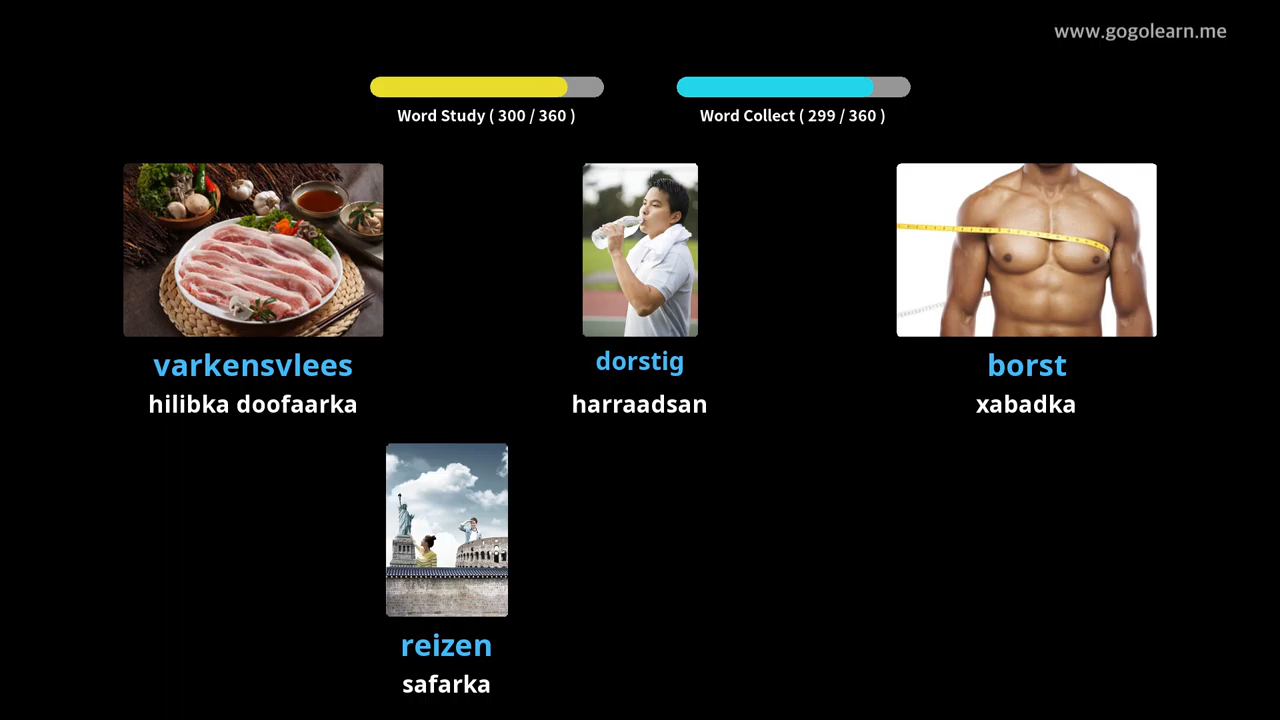 www.gogolearn.me
Word Study ( 300 / 360 )
Word Collect ( 299 / 360 )
varkensvlees
dorstig
borst
hilibka doofaarka
harraadsan
xabadka
reizen
safarka